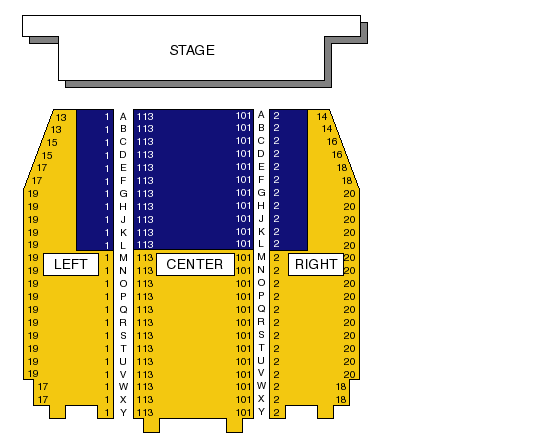 STAGE
13 1 A 113 101 A 2 14
13 1 B 113 101 B 2 14
15 1 C 113 101 C 2 16
15 1 D 113 101 D 2 16
17 1 E 113 101 E 2 18
17 1 F 113 101 F 2 18
19 1 G 113 101 G 2 20
19 1 H 113 101 H 2 20
19 1 J 113 101 J 2 20
19 1 K 113 101 K 2 20
19 1 L 113 101 L 2 20
19 1 M 113 101 M 2 20
LEFT CENTER RIGHT
19 1 N 113 101 N 2 20
19 1 O 113 101 O 2 20
19 1 P 113 101 P 2 20
19 1 Q 113 101 Q 2 20
19 1 R 113 101 R 2 20
19 1 S 113 101 S 2 20
19 1 T 113 101 T 2 20
19 1 U 113 101 U 2 20
19 1 V 113 101 V 2 20
17 1 W 113 101 W 2 18
17 1 X 113 101 X 2 18
1 Y 113 101 Y 2